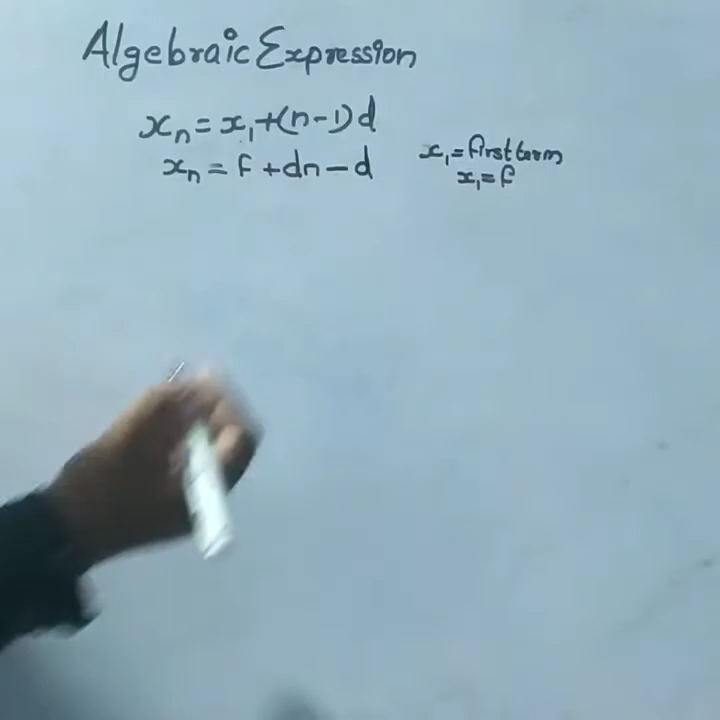 Algebraic Expression
xₙ = x₁ + (n - 1) d
xₙ = f + dn - d
x₁ = first term
x₁ = f